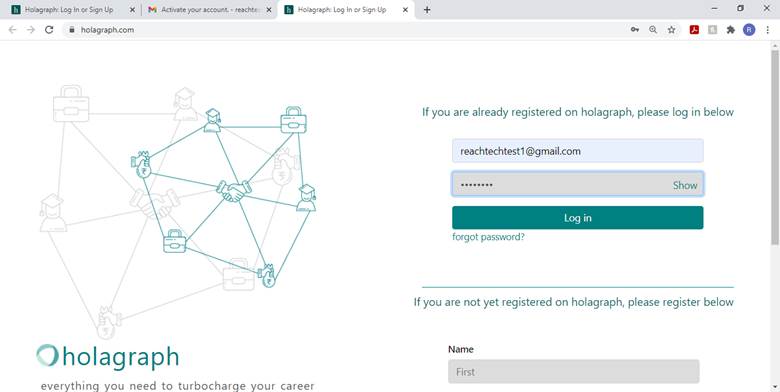 Holagraph: Log In or Sign Up
Activate your account. - reachtec
Holagraph: Log In or Sign Up
holagraph.com
R
If you are already registered on holagraph, please log in below
reachtechtest1@gmail.com
•••••••• Show
Log in
forgot password?
If you are not yet registered on holagraph, please register below
holagraph
everything you need to turbocharge your career
Name
First